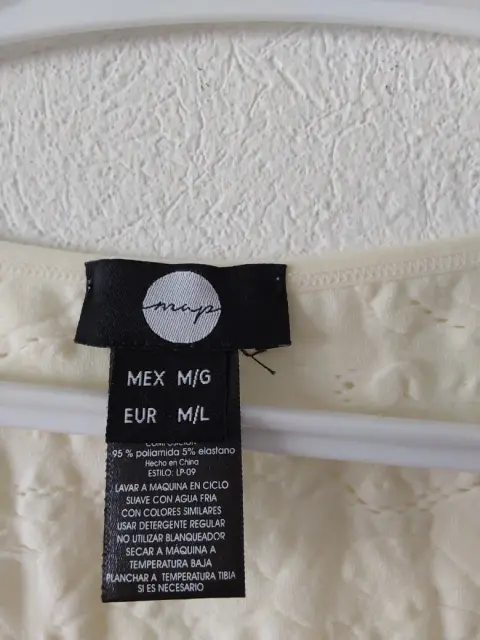 map
MEX M/G
EUR M/L
95 % poliamida 5% elastano
Hecho en China
ESTILO: LP-09
LAVAR A MAQUINA EN CICLO
SUAVE CON AGUA FRIA
CON COLORES SIMILARES
USAR DETERGENTE REGULAR
NO UTILIZAR BLANQUEADOR
SECAR A MÁQUINA A
TEMPERATURA BAJA
PLANCHAR A TEMPERATURA TIBIA
SI ES NECESARIO